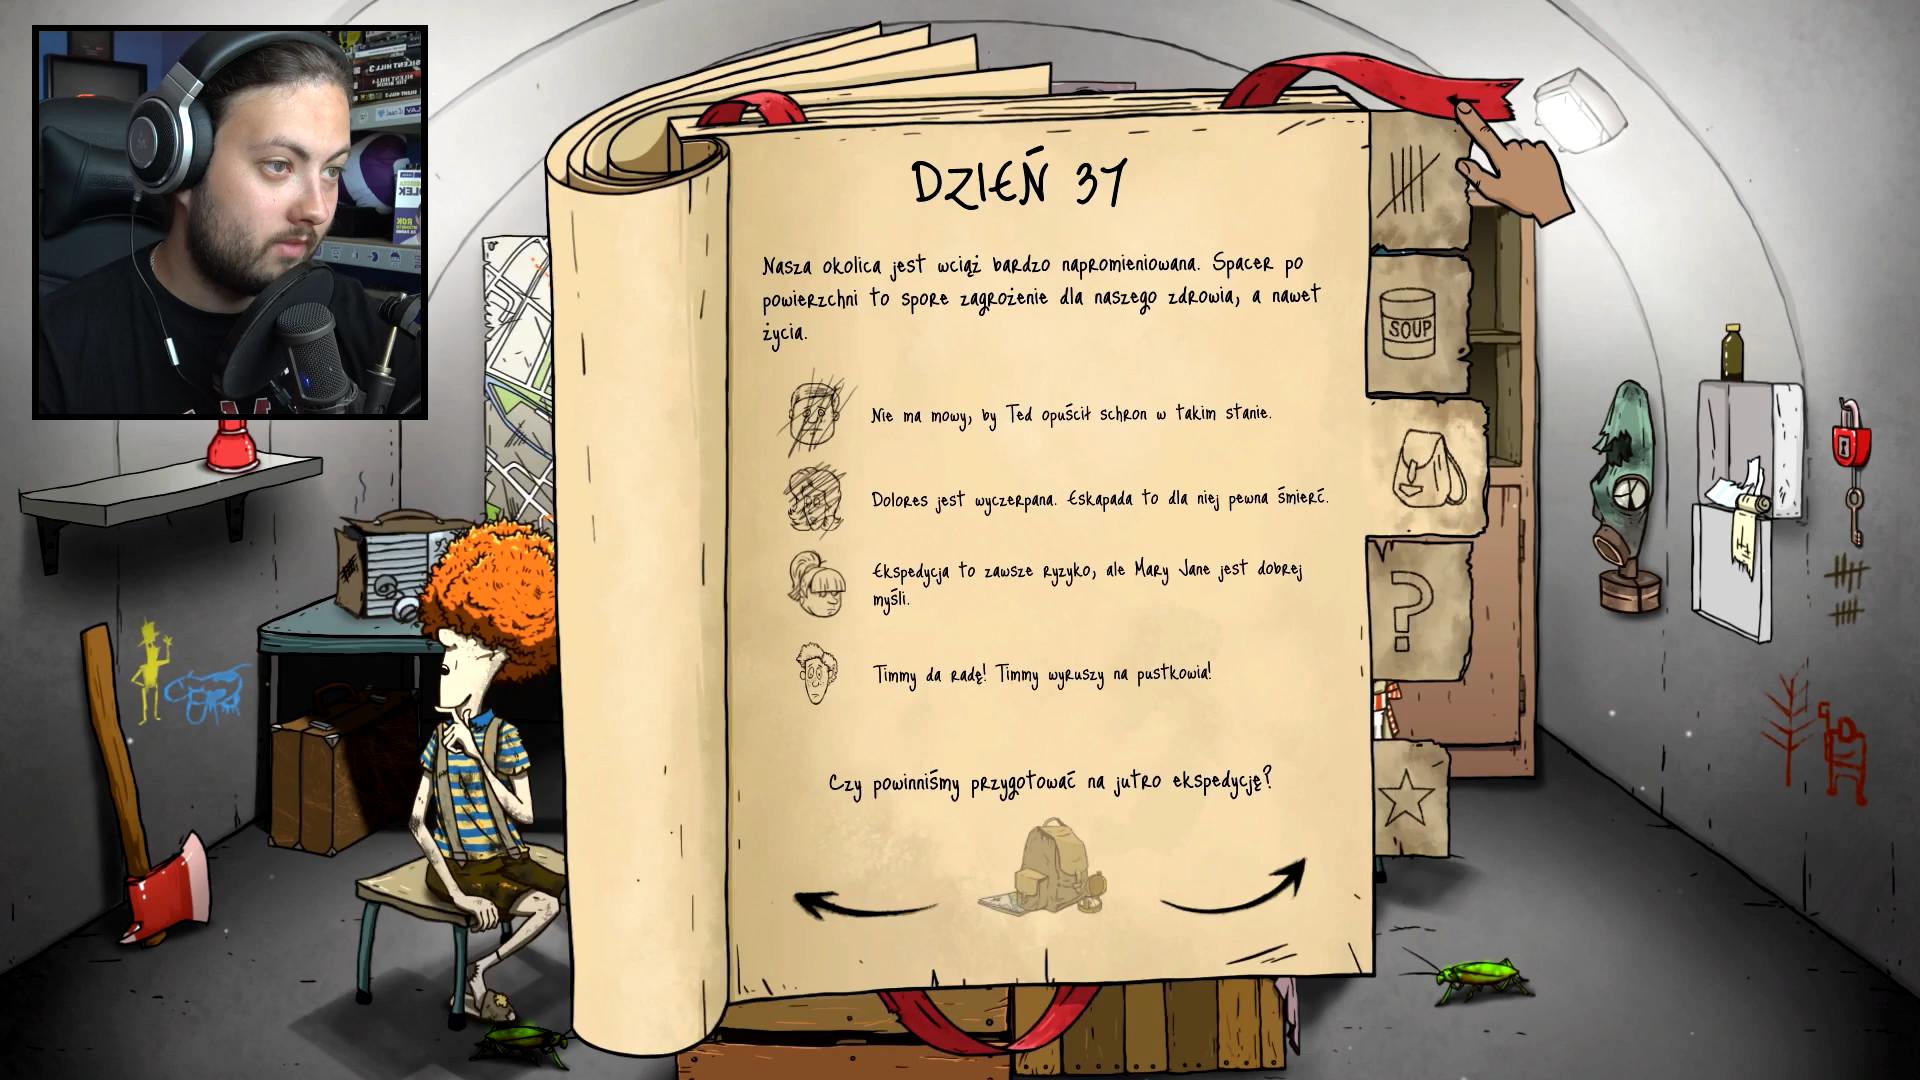 SILENT HILL 3
DZIEŃ 37
Nasza okolica jest wciąż bardzo napromieniowana. Spacer po
powierzchni to spore zagrożenie dla naszego zdrowia, a nawet
życia.
Nie ma mowy, by Ted opuścił schron w takim stanie.
Dolores jest wyczerpana. Eskapada to dla niej pewna śmierć.
Ekspedycja to zawsze ryzyko, ale Mary Jane jest dobrej
myśli.
Timmy da radę! Timmy wyruszy na pustkowia!
Czy powinniśmy przygotować na jutro ekspedycję?
SOUP
?